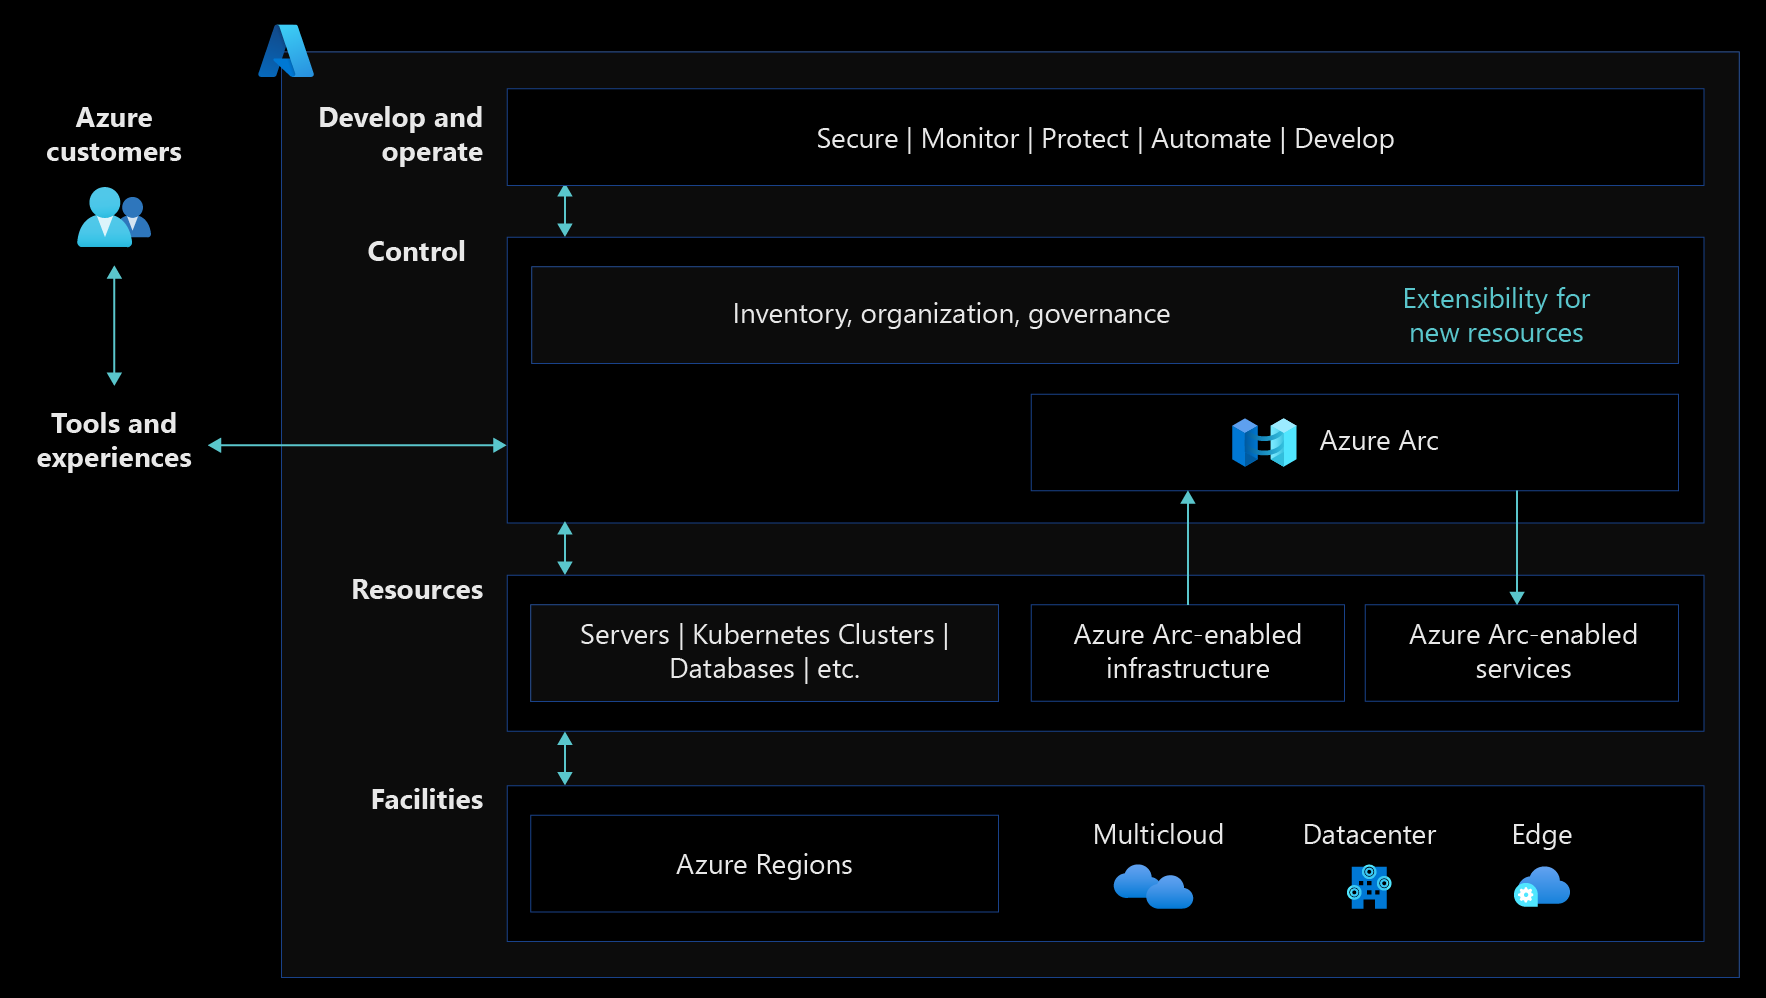 Azure
customers
Tools and
experiences
Develop and
operate
Secure | Monitor | Protect | Automate | Develop
Control
Inventory, organization, governance
Extensibility for
new resources
Azure Arc
Resources
Servers | Kubernetes Clusters |
Databases | etc.
Azure Arc-enabled
infrastructure
Azure Arc-enabled
services
Facilities
Azure Regions
Multicloud
Datacenter
Edge